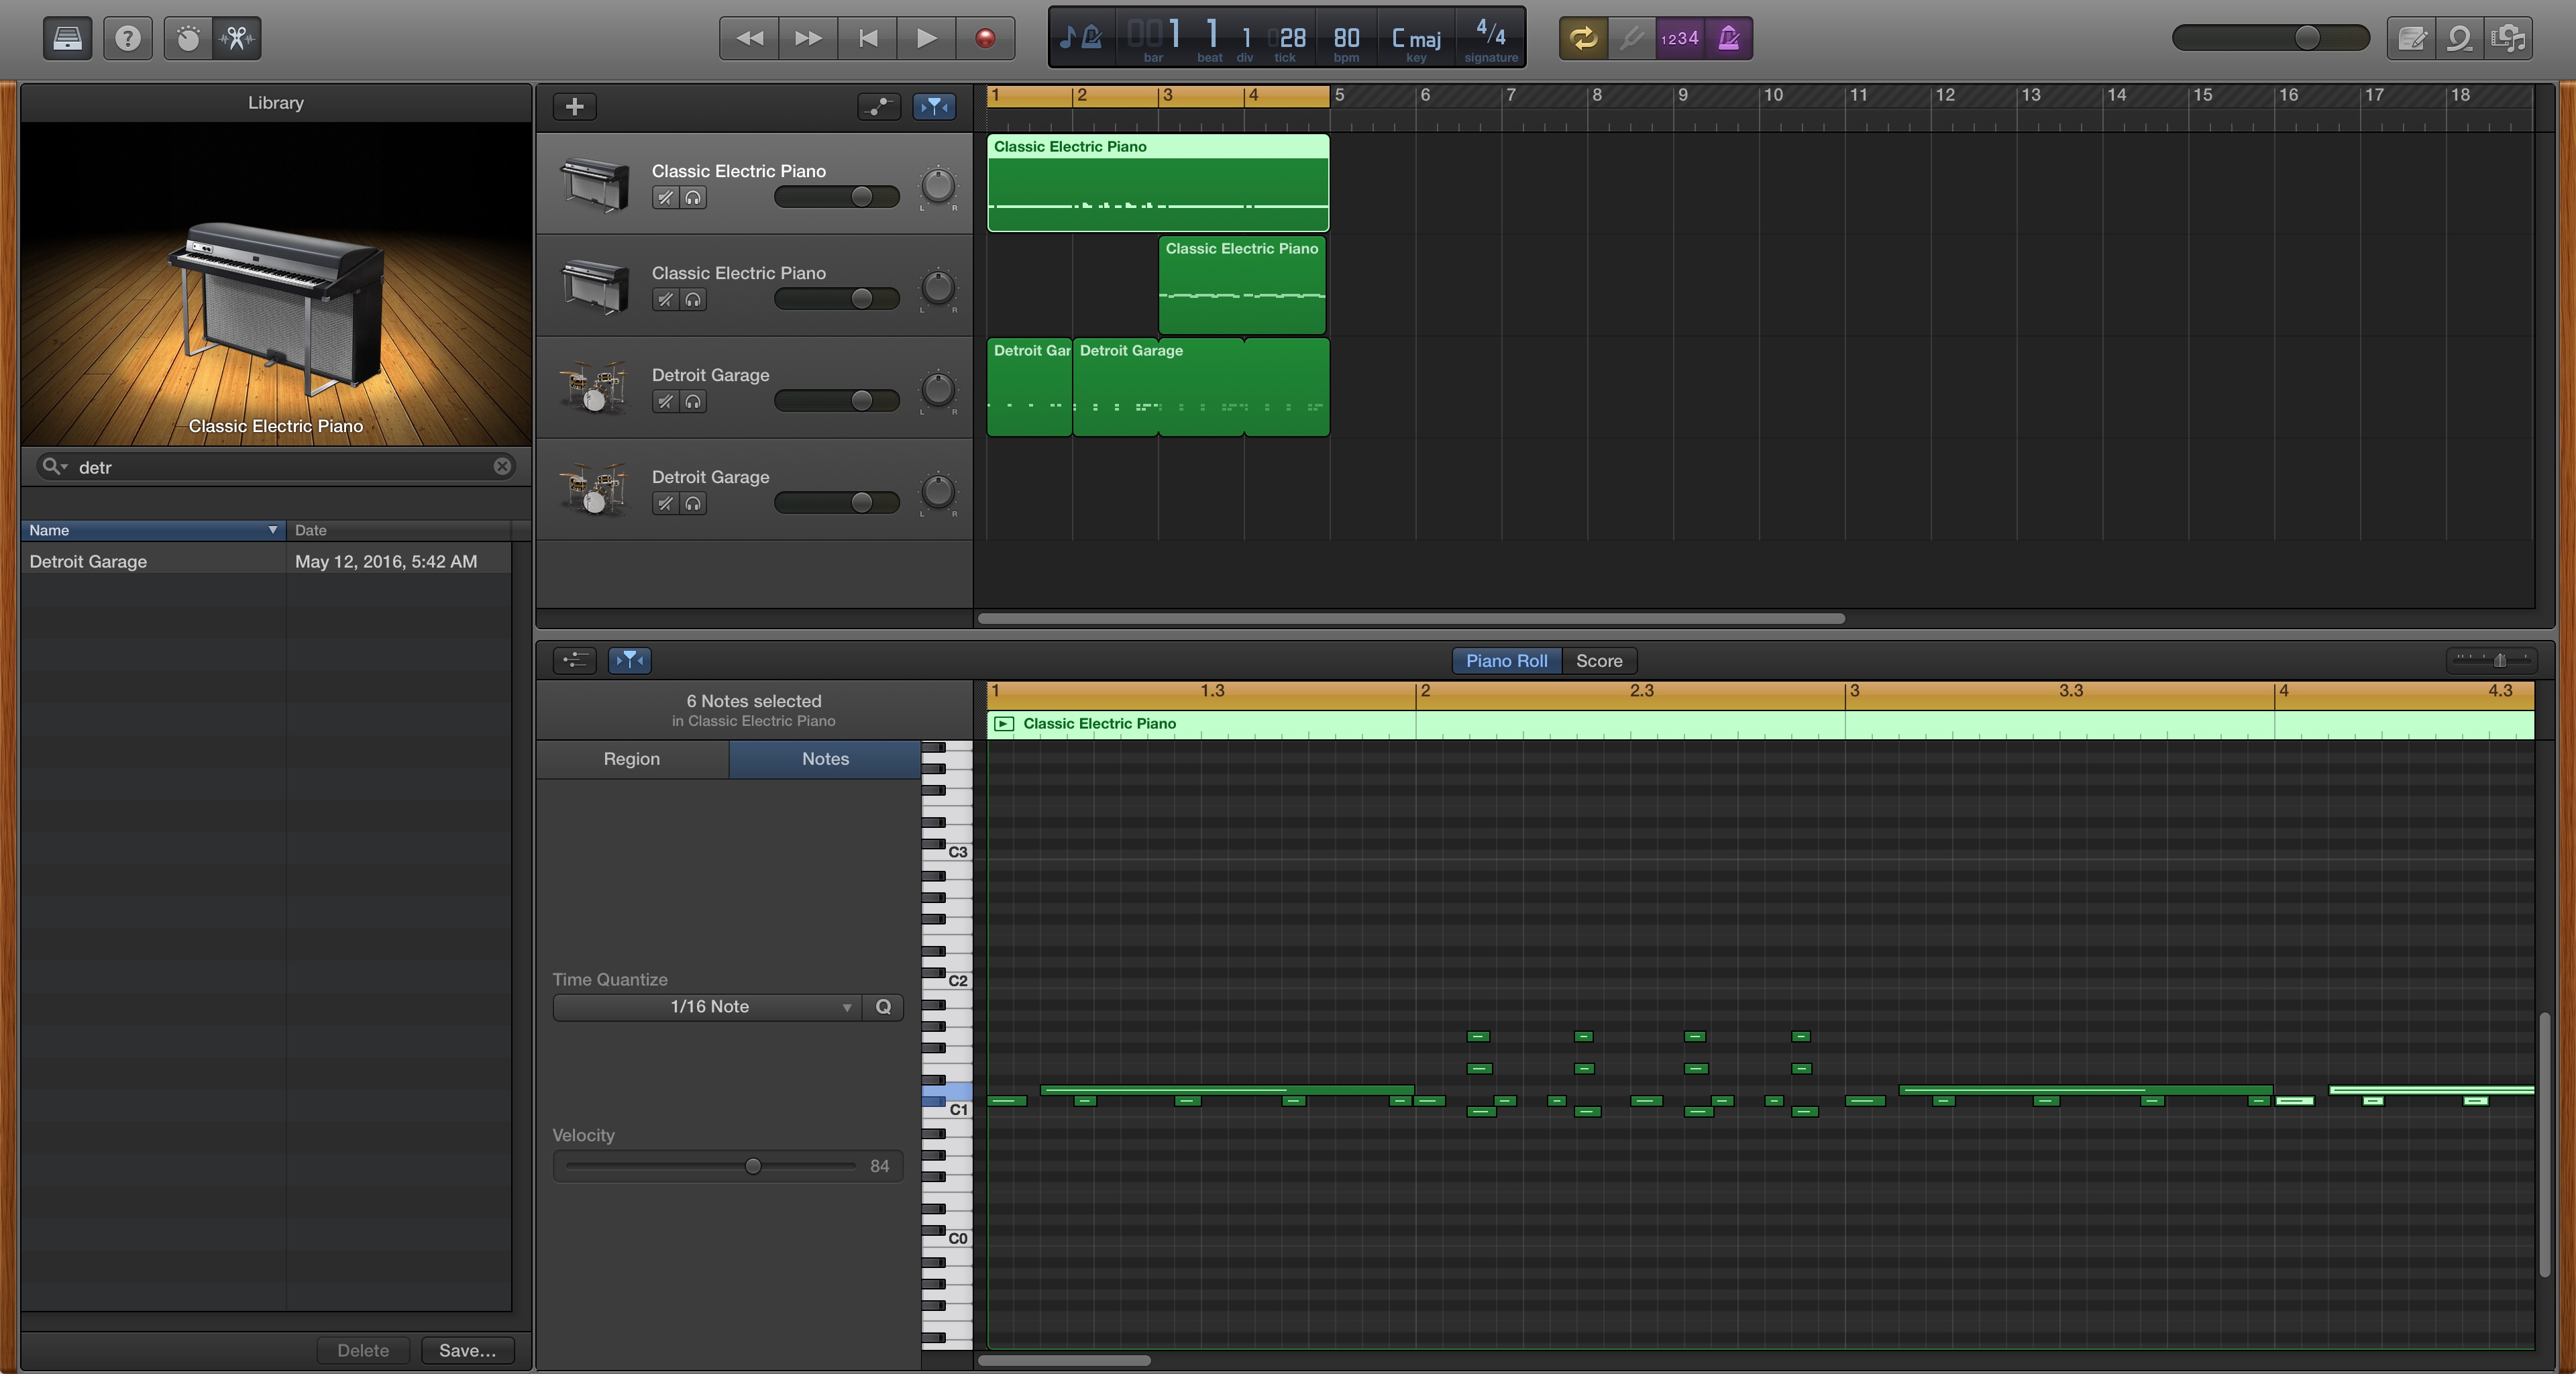 001 1 1 028 80 C maj 4/4
bar beat div tick bpm key signature
1234
Library
Classic Electric Piano
detr
Name Date
Detroit Garage May 12, 2016, 5:42 AM
Delete Save...
1 2 3 4 5 6 7 8 9 10 11 12 13 14 15 16 17 18
Classic Electric Piano
L R
Classic Electric Piano
Classic Electric Piano
L R
Classic Electric Piano
Detroit Garage
L R
Detroit Gar Detroit Garage
Detroit Garage
L R
Piano Roll Score
6 Notes selected
in Classic Electric Piano
1 1.3 2 2.3 3 3.3 4 4.3
Classic Electric Piano
Region Notes
C3
C2
Time Quantize
1/16 Note Q
C1
Velocity
84
C0